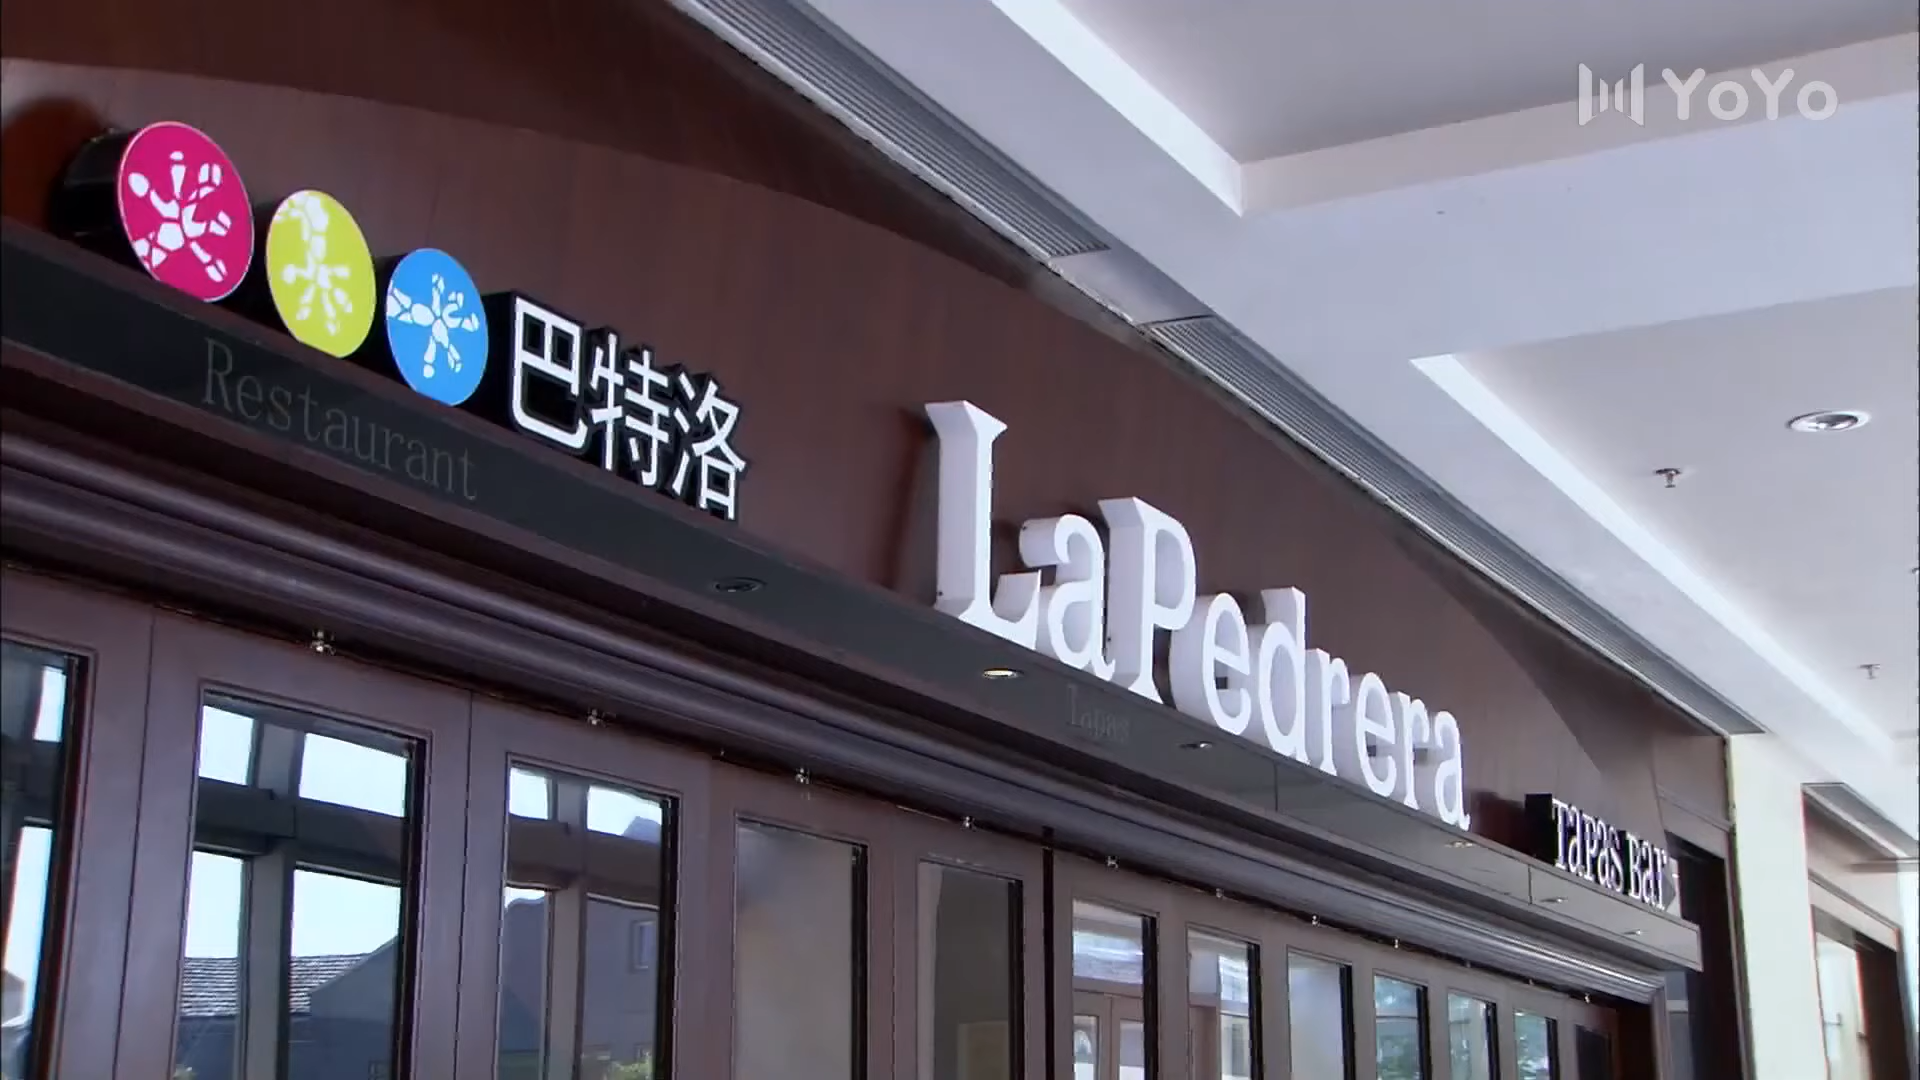 YoYo
巴特洛
Restaurant
LaPedrera
Tapas
TaPas Bar